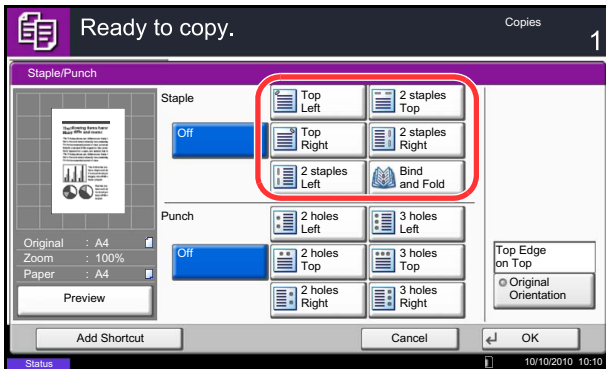 Ready to copy.
Copies
1
Staple/Punch
Staple
Off
Top
Left
2 staples
Top
Top
Right
2 staples
Right
2 staples
Left
Bind
and Fold
Punch
Off
2 holes
Left
3 holes
Left
2 holes
Top
3 holes
Top
2 holes
Right
3 holes
Right
Original : A4
Zoom : 100%
Paper : A4
Preview
Top Edge
on Top
Original
Orientation
Add Shortcut
Cancel
OK
Status
10/10/2010 10:10